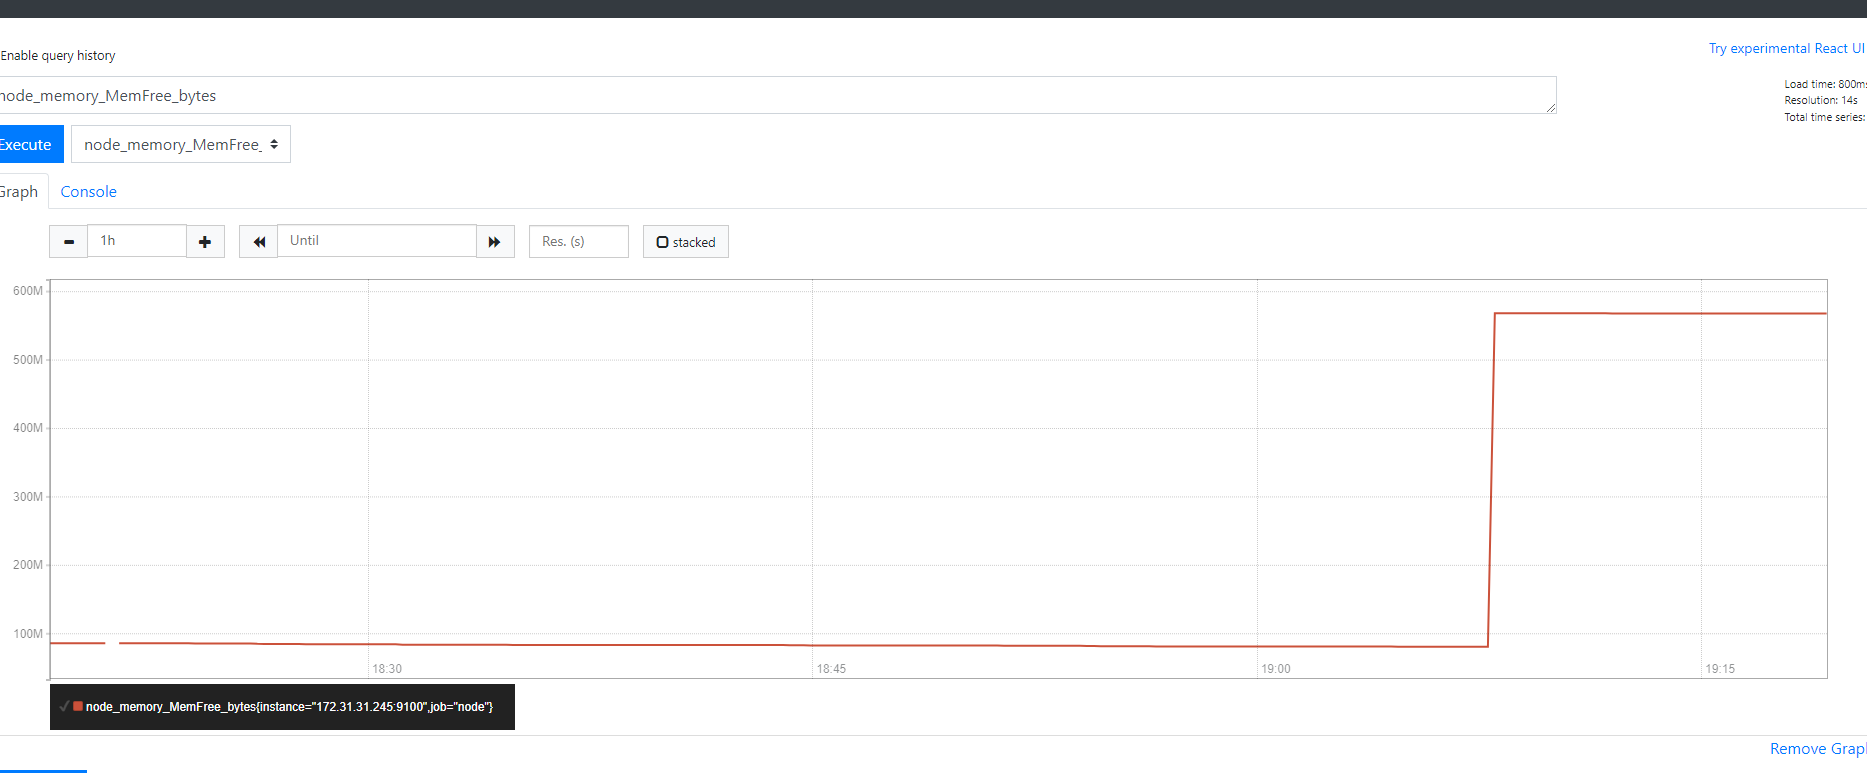 Enable query history
Try experimental React UI
node_memory_MemFree_bytes
Load time: 800ms
Resolution: 14s
Total time series:
Execute
node_memory_MemFree_
Graph
Console
1h
Until
Res. (s)
stacked
600M
500M
400M
300M
200M
100M
18:30
18:45
19:00
19:15
node_memory_MemFree_bytes{instance="172.31.31.245:9100",job="node"}
Remove Graph